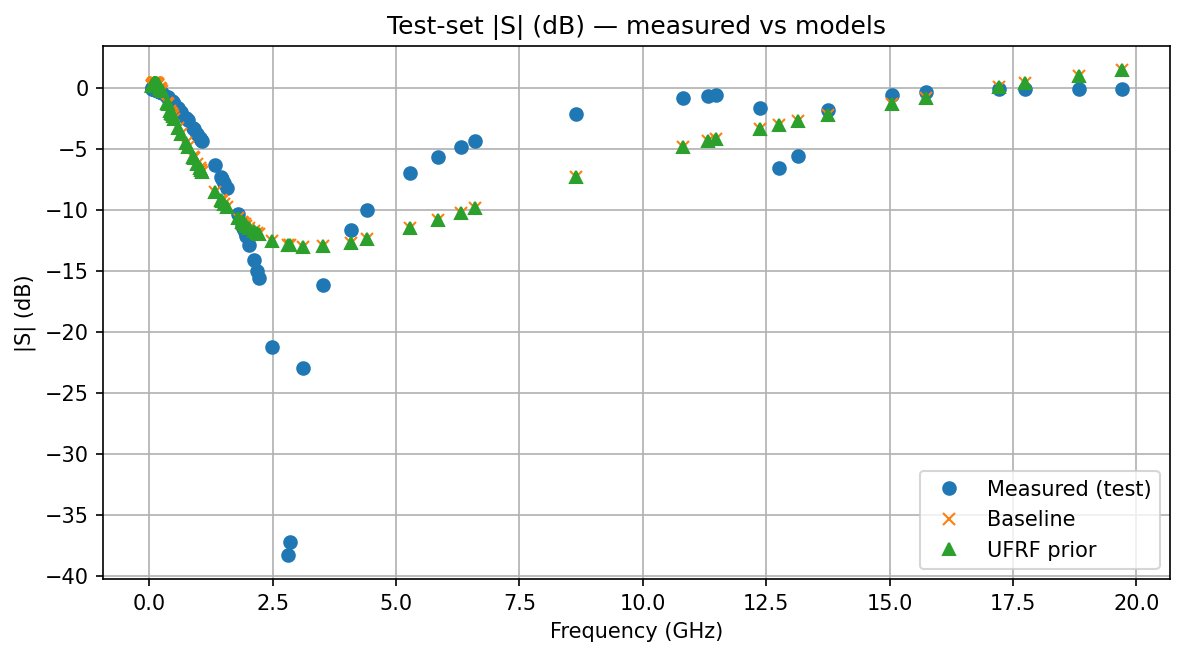 Test-set |S| (dB) — measured vs models
|S| (dB)
0
−5
−10
−15
−20
−25
−30
−35
−40
0.0 2.5 5.0 7.5 10.0 12.5 15.0 17.5 20.0
Frequency (GHz)
Measured (test)
Baseline
UFRF prior